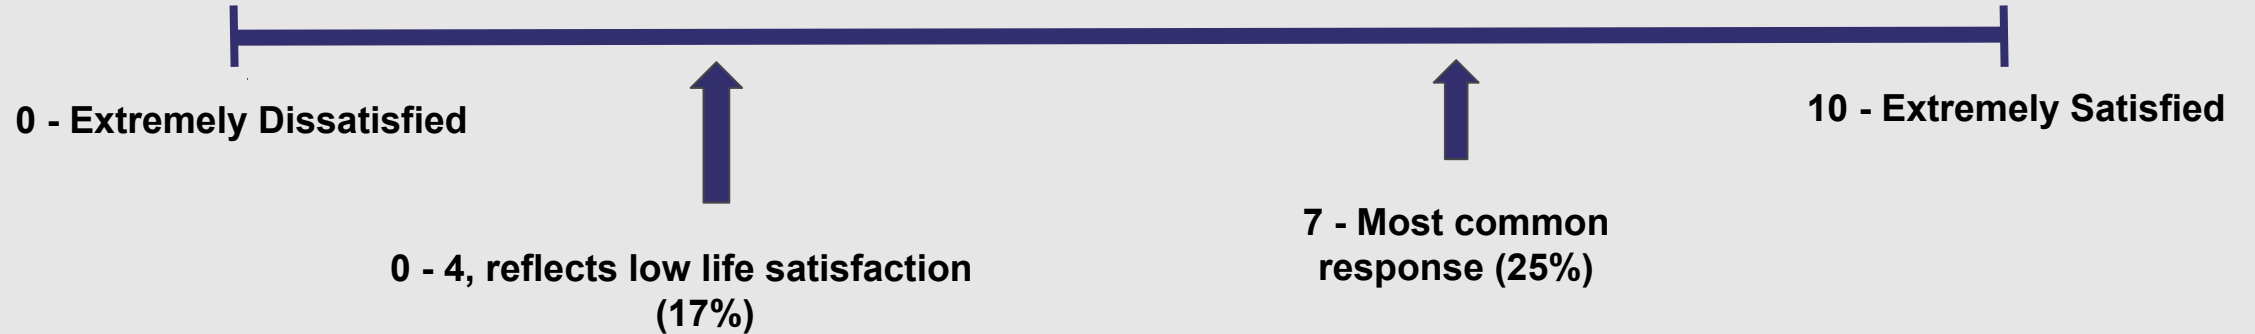 0 - Extremely Dissatisfied
10 - Extremely Satisfied
0 - 4, reflects low life satisfaction
(17%)
7 - Most common
response (25%)